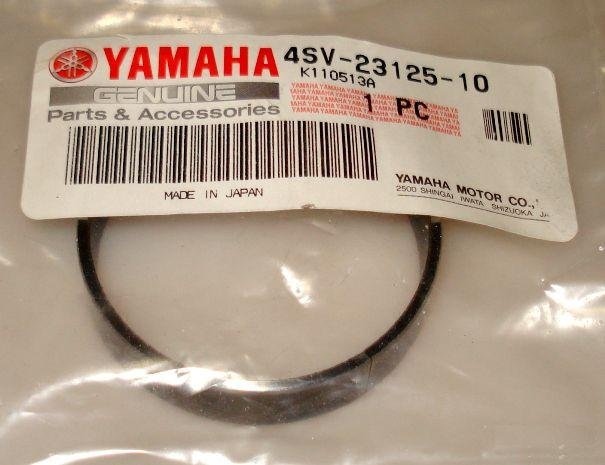 YAMAHA 4SV-23125-10
K110513A
GENUINE
Parts & Accessories
1 PC
MADE IN JAPAN
YAMAHA MOTOR CO.,
2500 SHINGAI IWATA SHIZUOKA JA